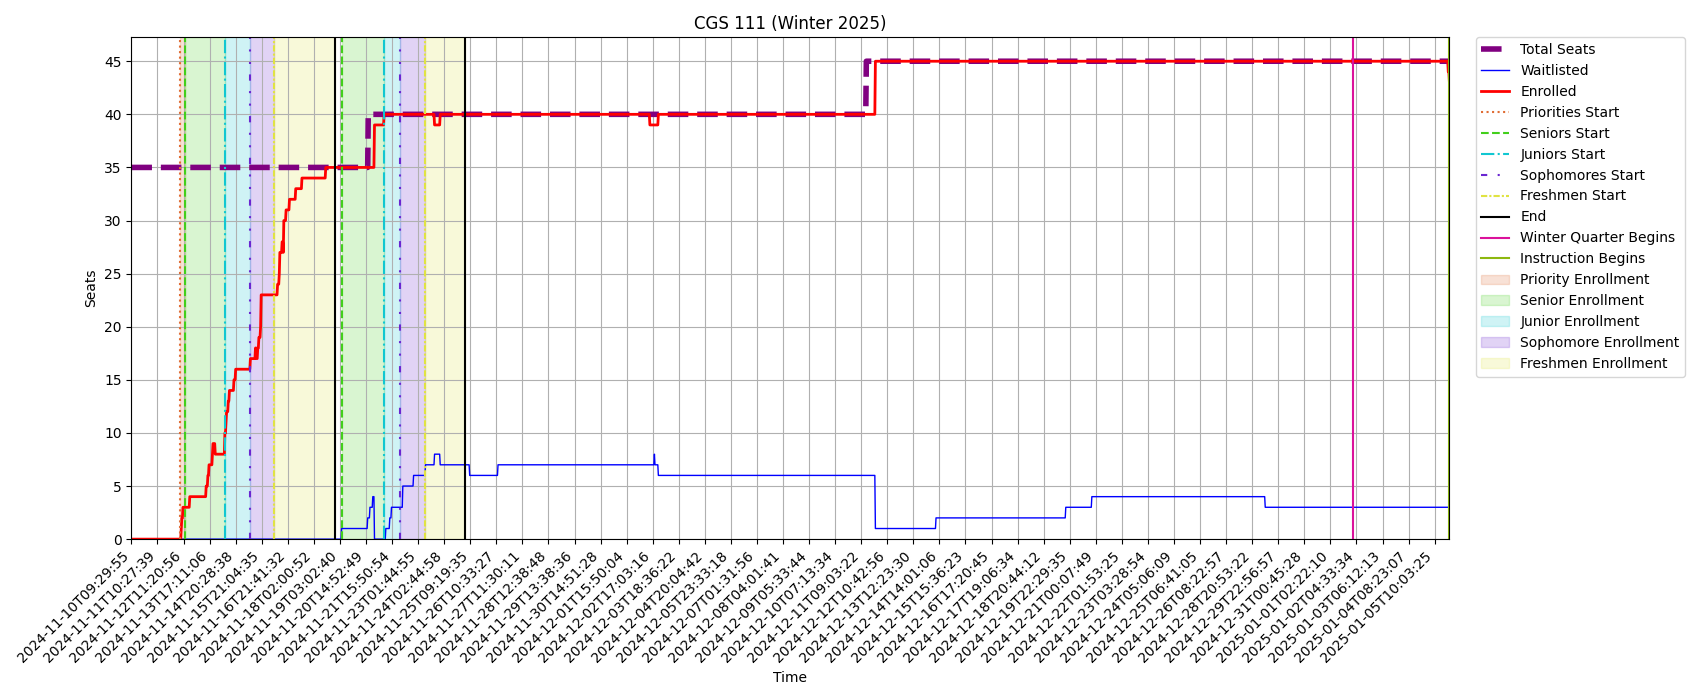 CGS 111 (Winter 2025)
Seats
45
40
35
30
25
20
15
10
5
0
2024-11-10T09:29:55
2024-11-11T10:27:39
2024-11-12T11:20:56
2024-11-13T17:11:06
2024-11-14T20:28:38
2024-11-15T21:04:35
2024-11-16T21:41:32
2024-11-18T02:00:52
2024-11-19T03:02:40
2024-11-20T14:52:49
2024-11-21T15:50:54
2024-11-23T01:44:55
2024-11-24T02:44:58
2024-11-25T09:19:35
2024-11-26T10:33:27
2024-11-27T11:30:11
2024-11-28T12:38:48
2024-11-29T13:38:36
2024-11-30T14:51:28
2024-12-01T15:50:04
2024-12-02T17:03:16
2024-12-03T18:36:22
2024-12-04T20:04:42
2024-12-05T23:33:18
2024-12-07T01:31:56
2024-12-08T04:01:41
2024-12-09T05:33:44
2024-12-10T07:13:34
2024-12-11T09:03:22
2024-12-12T10:42:56
2024-12-13T12:23:30
2024-12-14T14:01:06
2024-12-15T15:36:23
2024-12-16T17:20:45
2024-12-17T19:06:34
2024-12-18T20:44:12
2024-12-19T22:29:35
2024-12-21T00:07:49
2024-12-22T01:53:25
2024-12-23T03:28:54
2024-12-24T05:06:09
2024-12-25T06:41:05
2024-12-26T08:22:57
2024-12-28T20:53:22
2024-12-29T22:56:57
2024-12-31T00:45:28
2025-01-01T02:22:10
2025-01-02T04:33:34
2025-01-03T06:12:13
2025-01-04T08:23:07
2025-01-05T10:03:25
Time
Total Seats
Waitlisted
Enrolled
Priorities Start
Seniors Start
Juniors Start
Sophomores Start
Freshmen Start
End
Winter Quarter Begins
Instruction Begins
Priority Enrollment
Senior Enrollment
Junior Enrollment
Sophomore Enrollment
Freshmen Enrollment